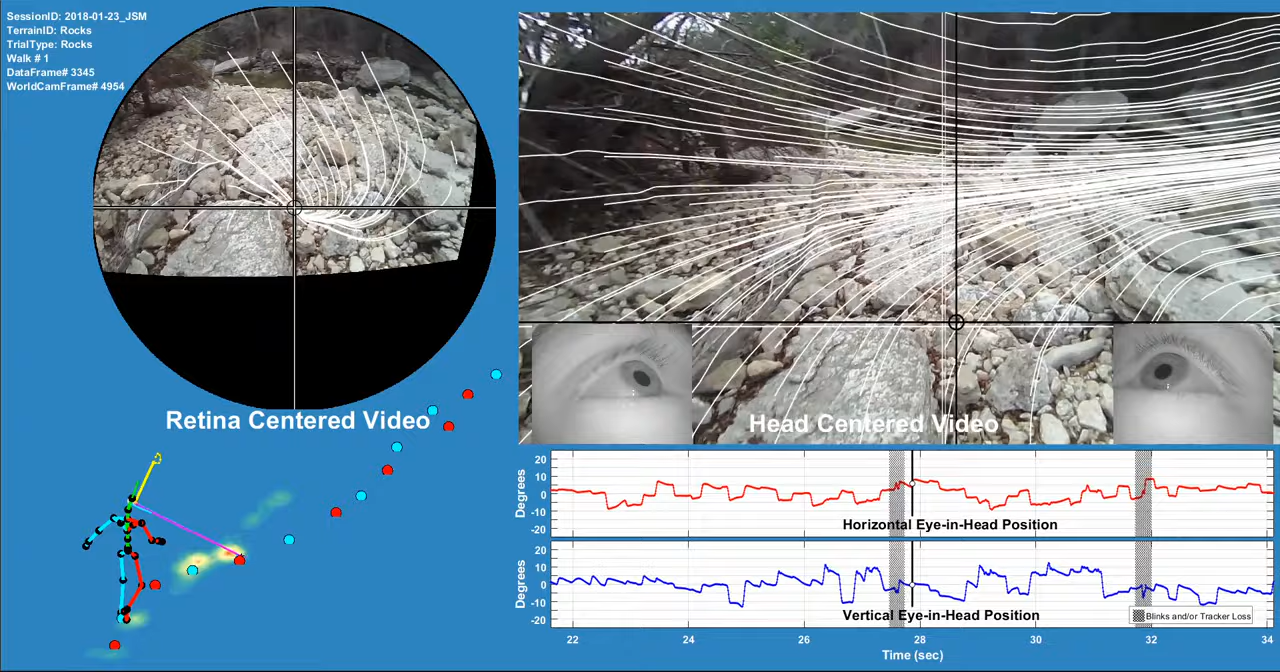 SessionID: 2018-01-23_JSM
TerrainID: Rocks
TrialType: Rocks
Walk # 1
DataFrame# 3345
WorldCamFrame# 4954
Retina Centered Video
Head Centered Video
Degrees
20
10
0
-10
-20
Horizontal Eye-in-Head Position
Degrees
20
10
0
-10
-20
Vertical Eye-in-Head Position
Blinks and/or Tracker Loss
22 24 26 28 30 32 34
Time (sec)